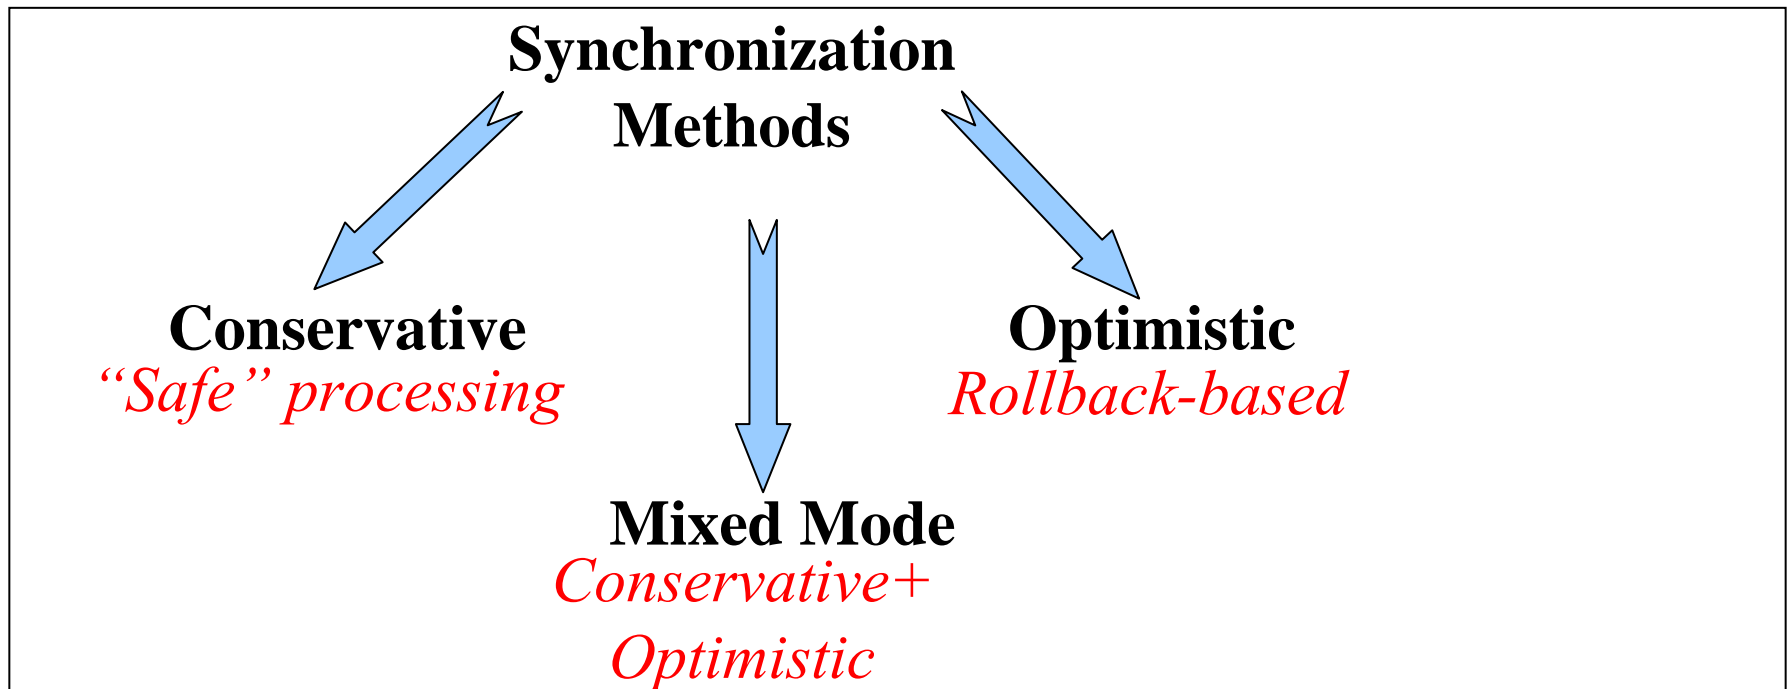 Synchronization
Methods
Conservative
“Safe” processing
Optimistic
Rollback-based
Mixed Mode
Conservative+
Optimistic